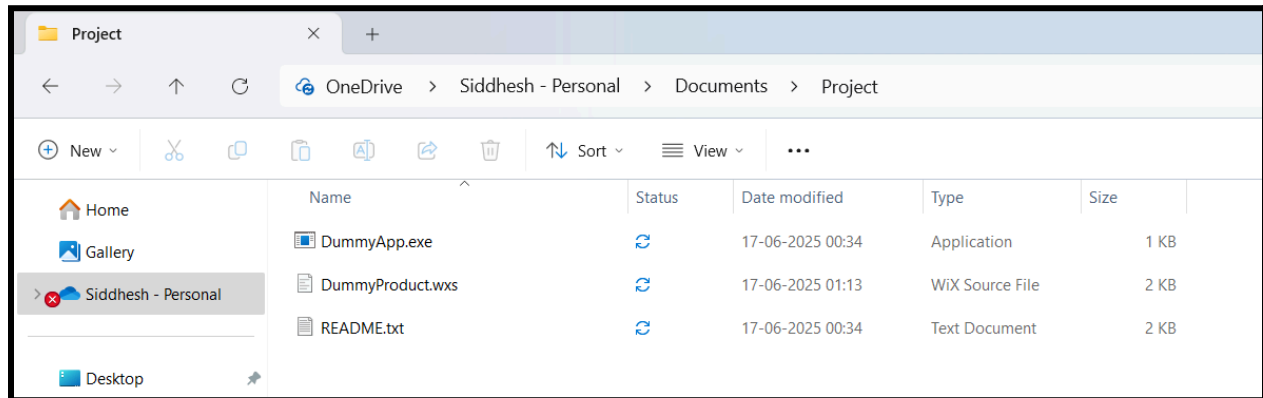 Project
OneDrive > Siddhesh - Personal > Documents > Project
New Sort View ...
Name Status Date modified Type Size
Home
DummyApp.exe 17-06-2025 00:34 Application 1 KB
Gallery
DummyProduct.wxs 17-06-2025 01:13 WiX Source File 2 KB
Siddhesh - Personal
README.txt 17-06-2025 00:34 Text Document 2 KB
Desktop